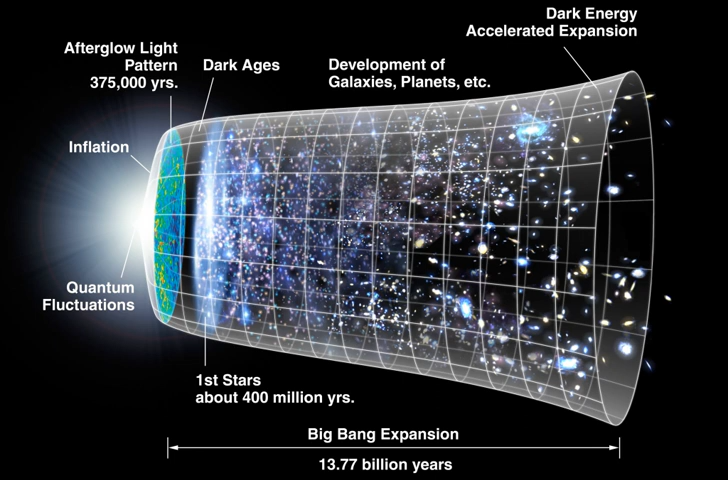 Dark Energy
Accelerated Expansion
Afterglow Light
Pattern
375,000 yrs.
Dark Ages
Development of
Galaxies, Planets, etc.
Inflation
Quantum
Fluctuations
1st Stars
about 400 million yrs.
Big Bang Expansion
13.77 billion years